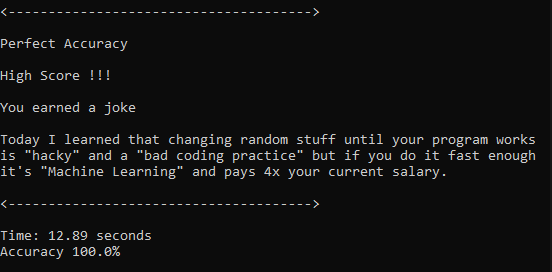 <-------------------------------------->
Perfect Accuracy
High Score !!!
You earned a joke
Today I learned that changing random stuff until your program works
is "hacky" and a "bad coding practice" but if you do it fast enough
it's "Machine Learning" and pays 4x your current salary.
<-------------------------------------->
Time: 12.89 seconds
Accuracy 100.0%